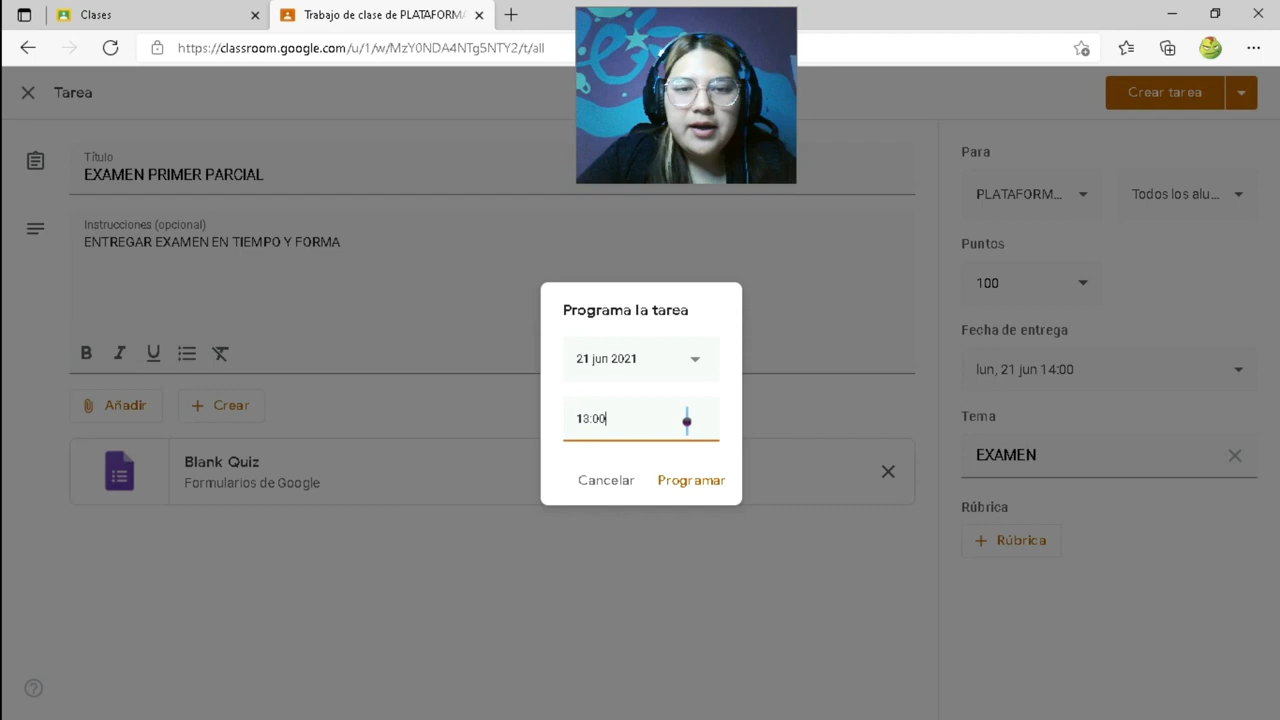 Clases
Trabajo de clase de PLATAFORMA
https://classroom.google.com/u/1/w/MzY0NDA4NTg5NTY2/t/all
Tarea
Crear tarea
Título
EXAMEN PRIMER PARCIAL
Instrucciones (opcional)
ENTREGAR EXAMEN EN TIEMPO Y FORMA
B I U
Añadir
Crear
Blank Quiz
Formularios de Google
Programa la tarea
21 jun 2021
13:00
Cancelar
Programar
Para
PLATAFORM...
Todos los alu...
Puntos
100
Fecha de entrega
lun, 21 jun 14:00
Tema
EXAMEN
Rúbrica
Rúbrica